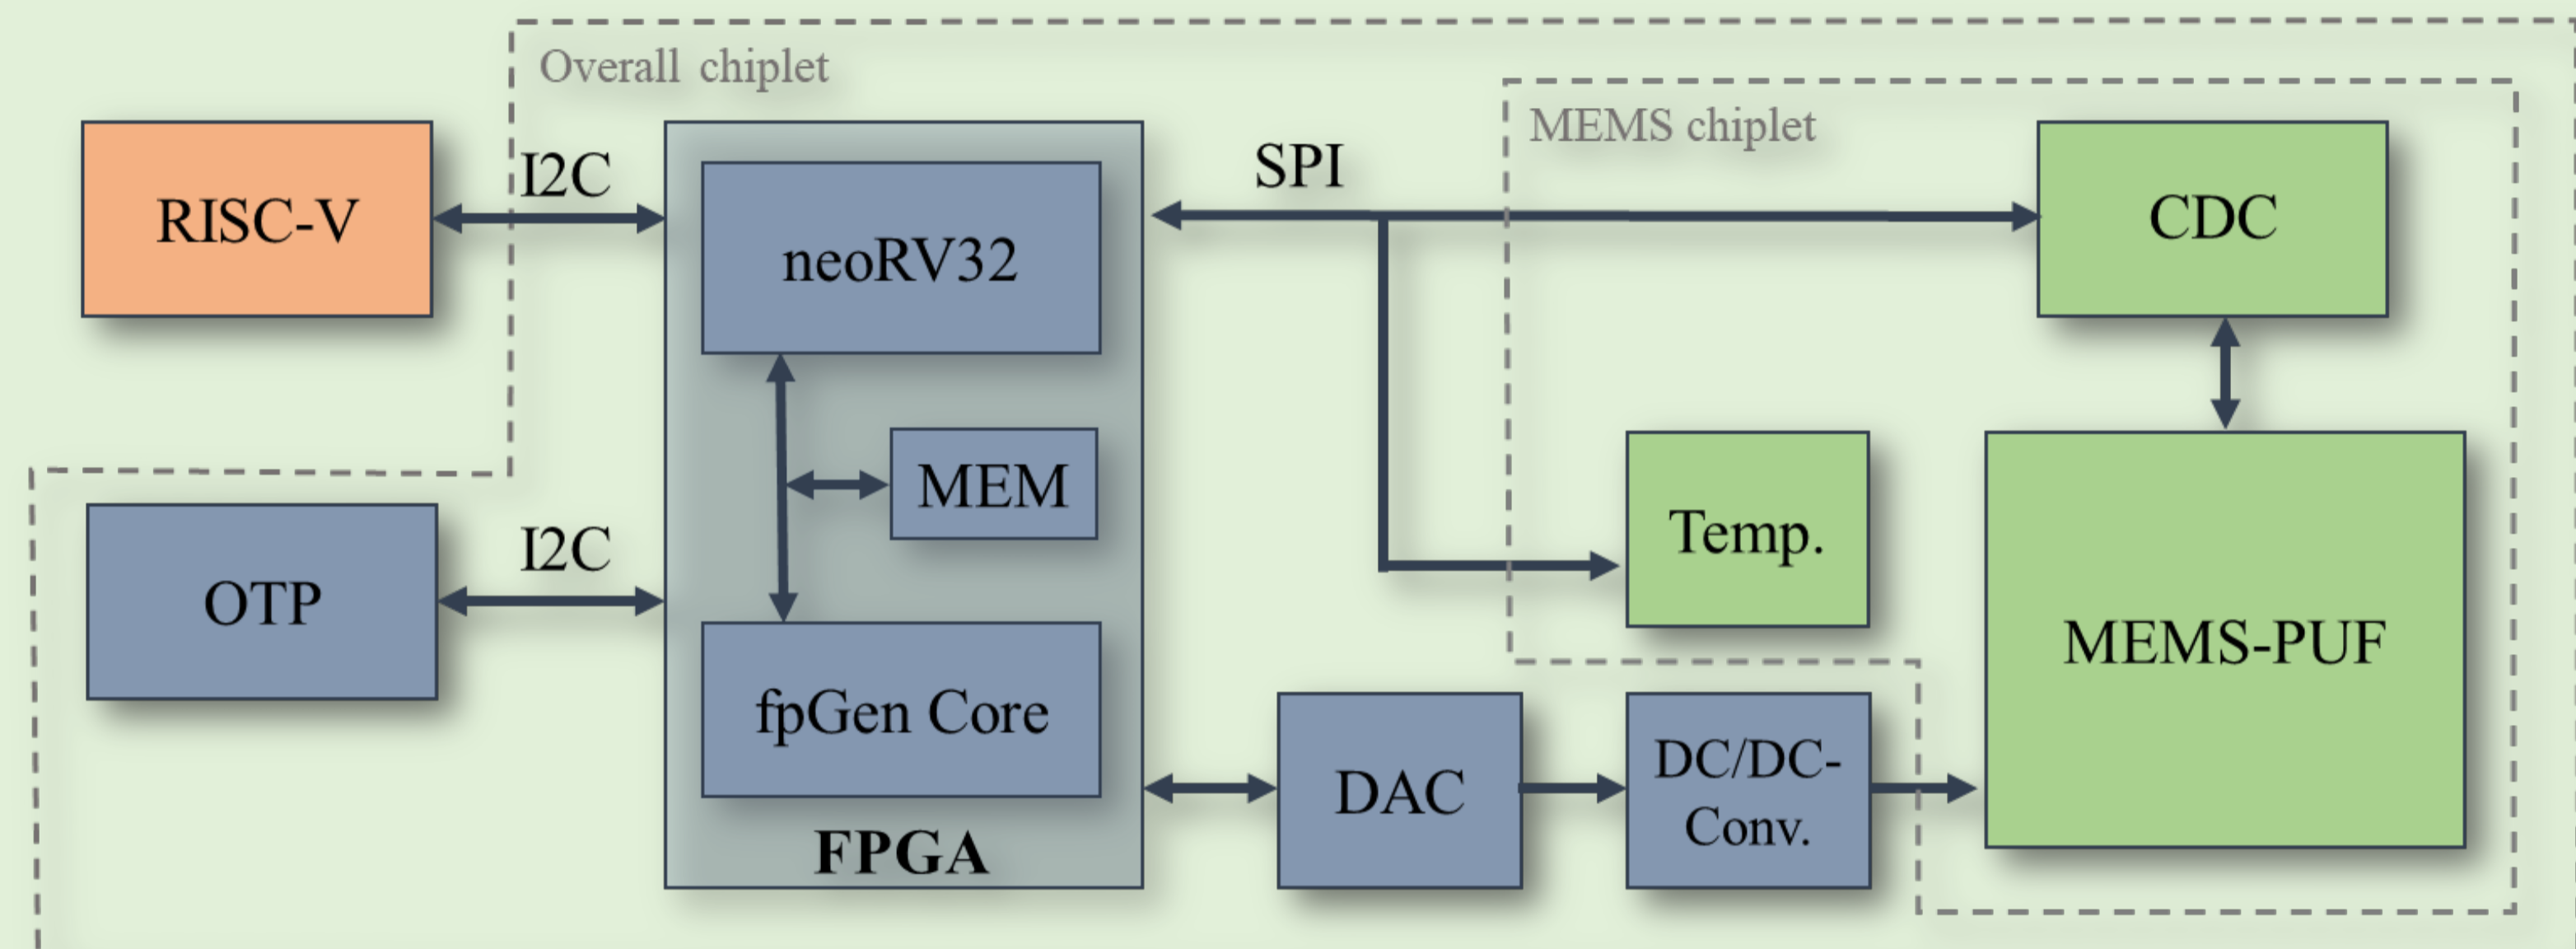 Overall chiplet
MEMS chiplet
RISC-V
I2C
neoRV32
SPI
CDC
MEM
OTP
I2C
Temp.
fpGen Core
FPGA
DAC
DC/DC-
Conv.
MEMS-PUF